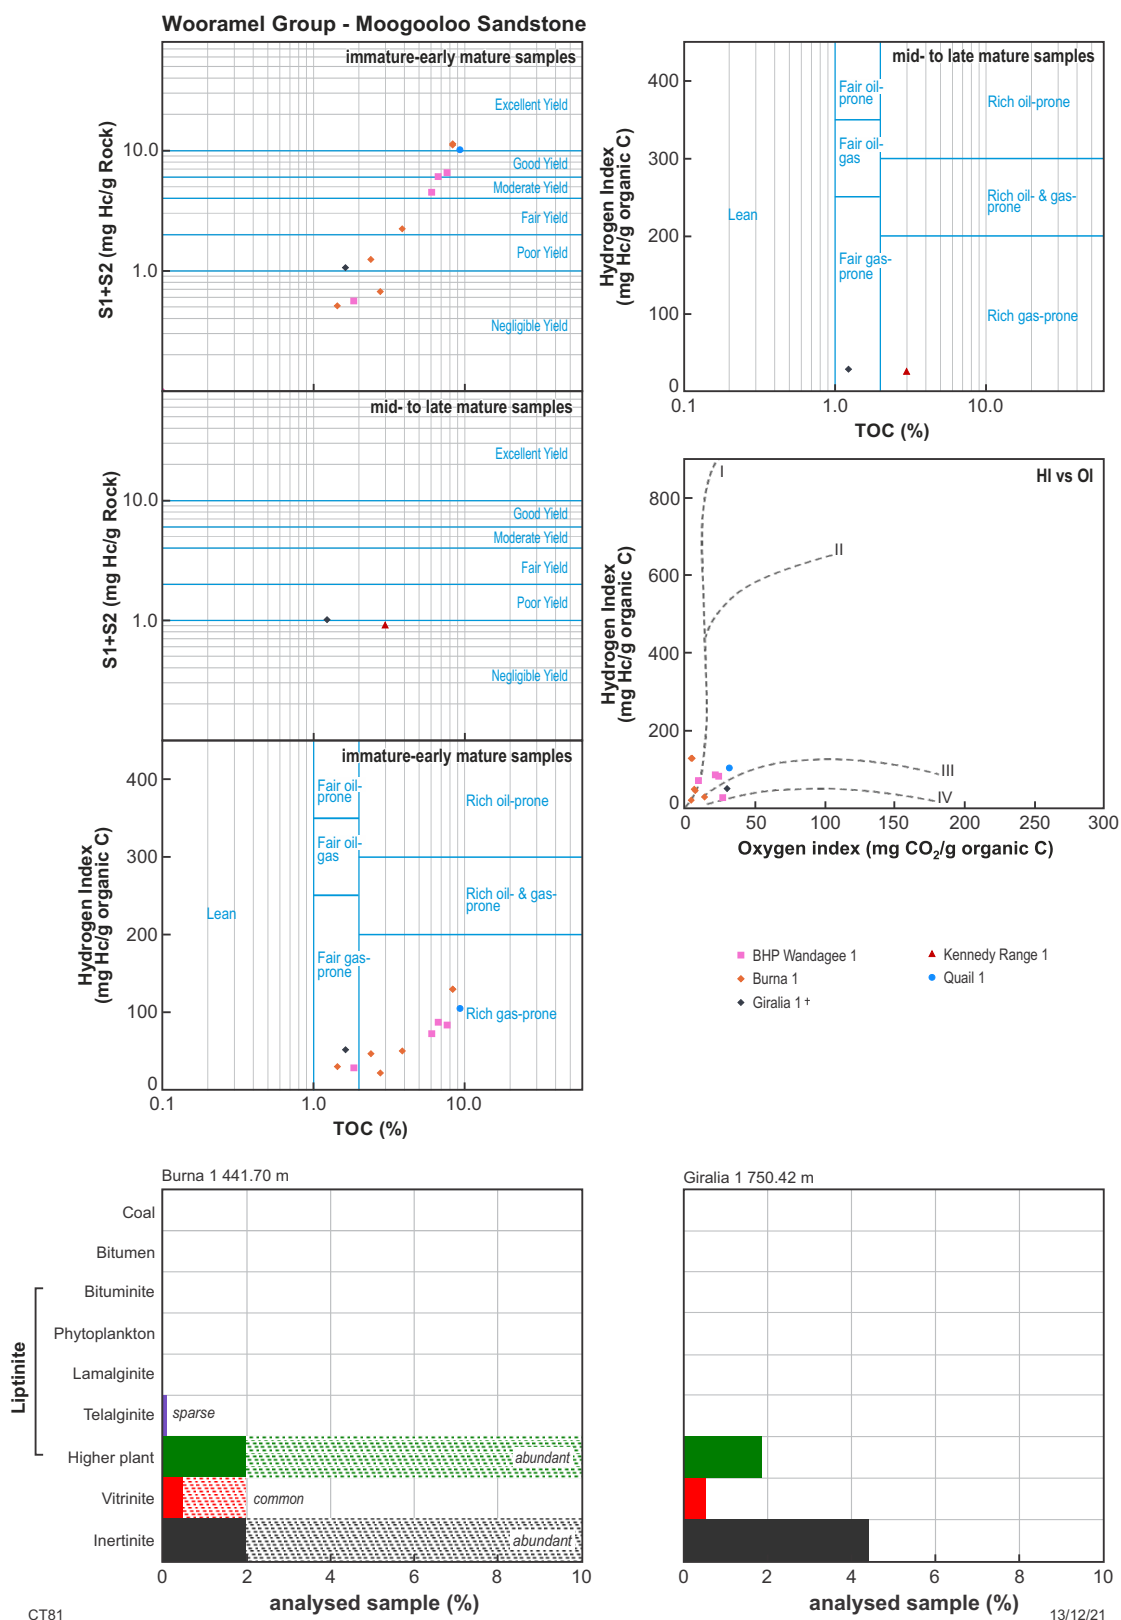 Wooramel Group - Moogooloo Sandstone
immature-early mature samples
Excellent Yield
Good Yield
Moderate Yield
Fair Yield
Poor Yield
Negligible Yield
10.0
1.0
S1+S2 (mg Hc/g Rock)
mid- to late mature samples
Excellent Yield
Good Yield
Moderate Yield
Fair Yield
Poor Yield
Negligible Yield
10.0
1.0
S1+S2 (mg Hc/g Rock)
immature-early mature samples
Fair oil-
prone
Rich oil-prone
Fair oil-
gas
Rich oil- & gas-
prone
Lean
Fair gas-
prone
Rich gas-prone
400
300
200
100
0
Hydrogen Index
(mg Hc/g organic C)
0.1
1.0
10.0
TOC (%)
mid- to late mature samples
Fair oil-
prone
Rich oil-prone
Fair oil-
gas
Rich oil- & gas-
prone
Lean
Fair gas-
prone
Rich gas-prone
400
300
200
100
0
Hydrogen Index
(mg Hc/g organic C)
0.1
1.0
10.0
TOC (%)
HI vs OI
I
II
III
IV
800
600
400
200
0
Hydrogen Index
(mg Hc/g organic C)
0
50
100
150
200
250
300
Oxygen index (mg CO2/g organic C)
BHP Wandagee 1
Burna 1
Giralia 1 †
Kennedy Range 1
Quail 1
Burna 1 441.70 m
Coal
Bitumen
Bituminite
Phytoplankton
Lamalginite
Telalginite
Higher plant
Vitrinite
Inertinite
Liptinite
sparse
abundant
common
abundant
0
2
4
6
8
10
analysed sample (%)
Giralia 1 750.42 m
0
2
4
6
8
10
analysed sample (%)
CT81
13/12/21